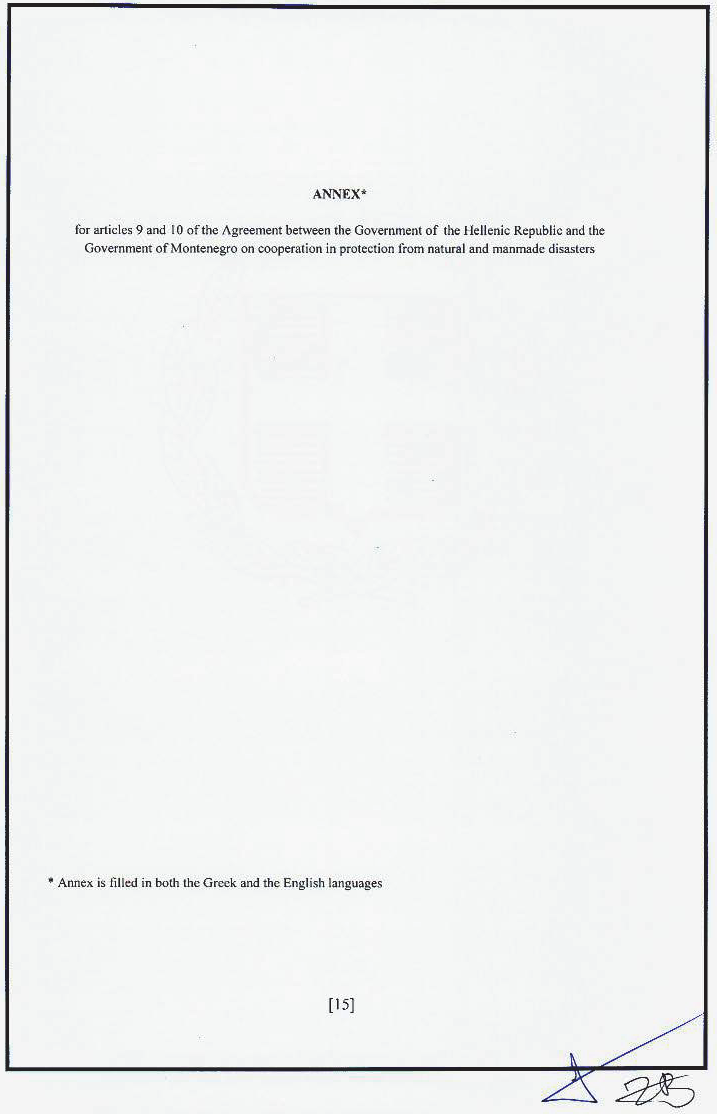 ANNEX*
for articles 9 and 10 of the Agreement between the Government of the Hellenic Republic and the
Government of Montenegro on cooperation in protection from natural and manmade disasters
* Annex is filled in both the Greek and the English languages
[15]